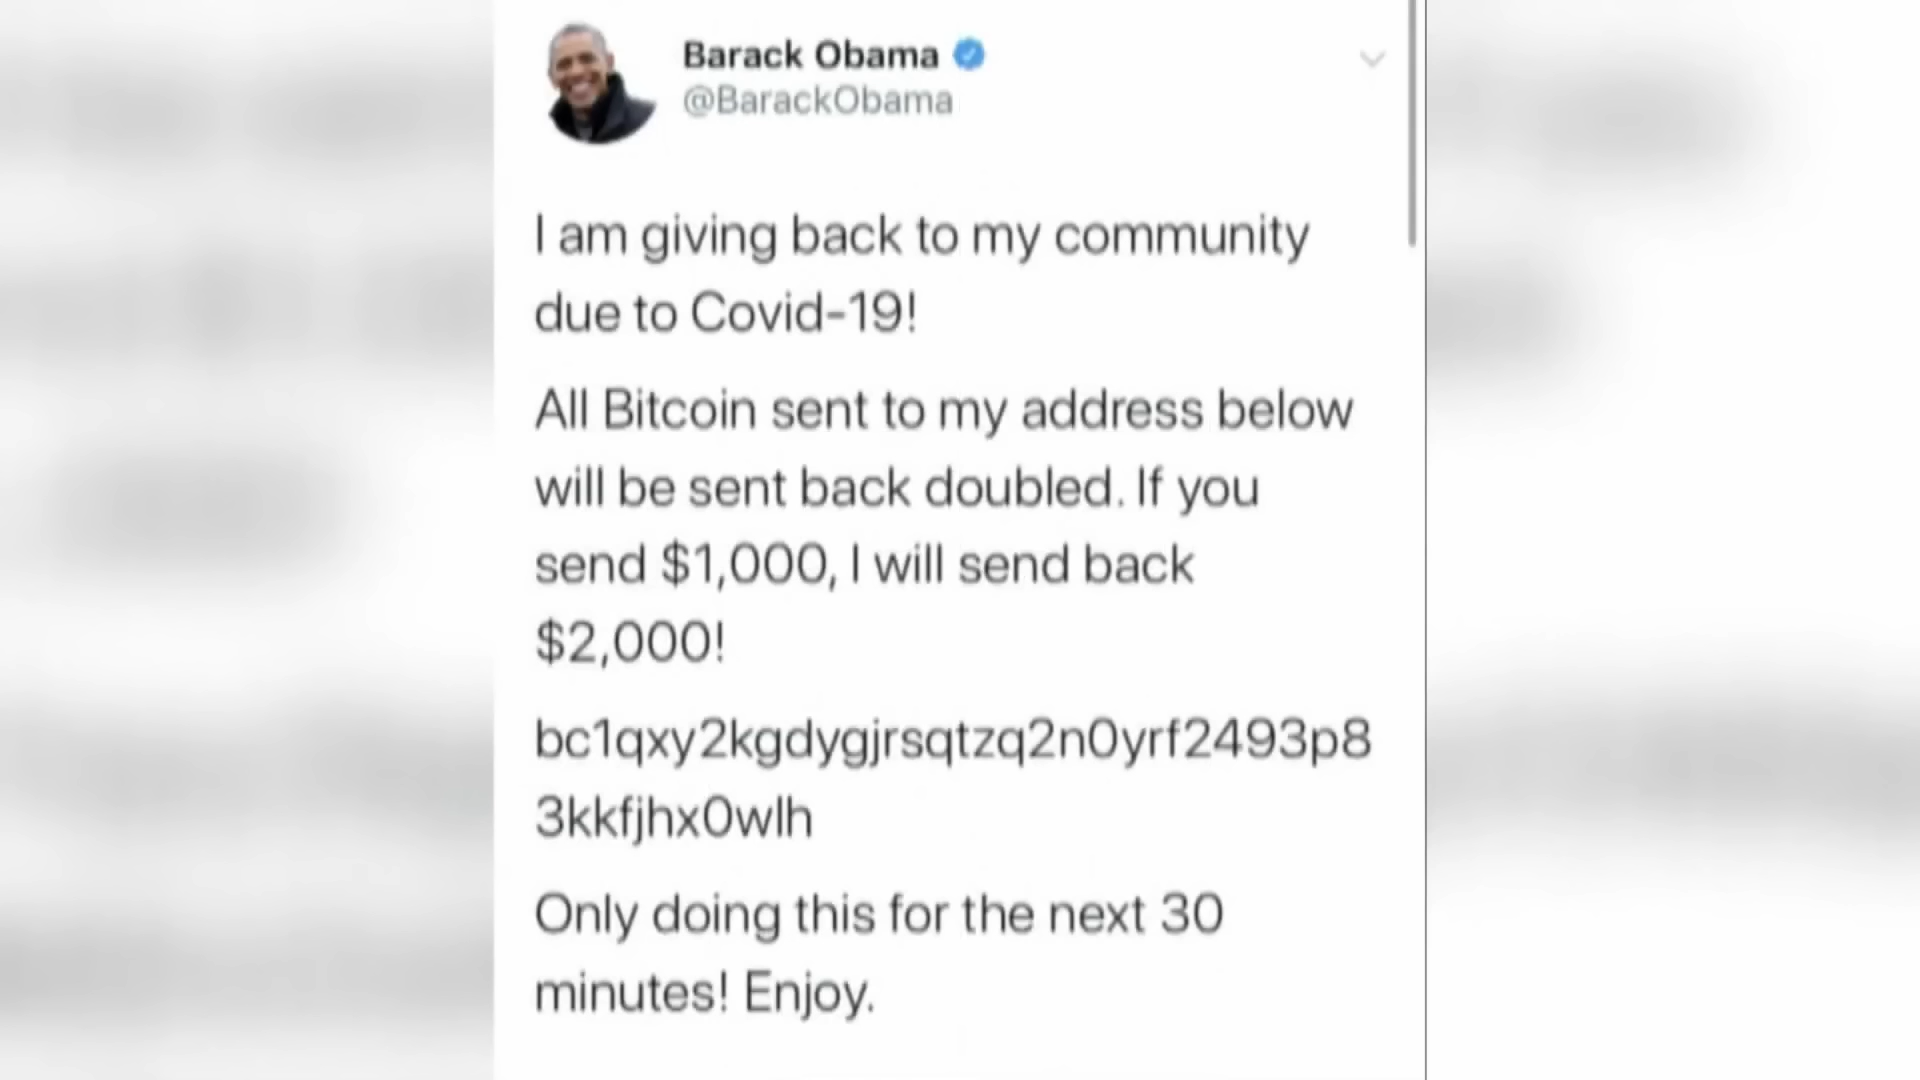 Barack Obama
@BarackObama
I am giving back to my community
due to Covid-19!
All Bitcoin sent to my address below
will be sent back doubled. If you
send $1,000, I will send back
$2,000!
bc1qxy2kgdygjrsqtzq2n0yrf2493p8
3kkfjhx0wlh
Only doing this for the next 30
minutes! Enjoy.